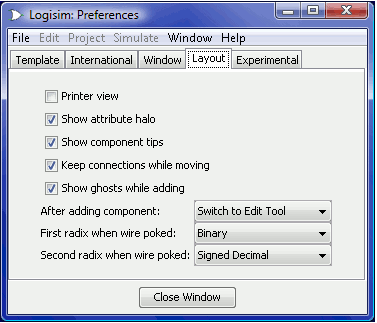 Logisim: Preferences
File Edit Project Simulate Window Help
Template International Window Layout Experimental
Printer view
Show attribute halo
Show component tips
Keep connections while moving
Show ghosts while adding
After adding component: Switch to Edit Tool
First radix when wire poked: Binary
Second radix when wire poked: Signed Decimal
Close Window